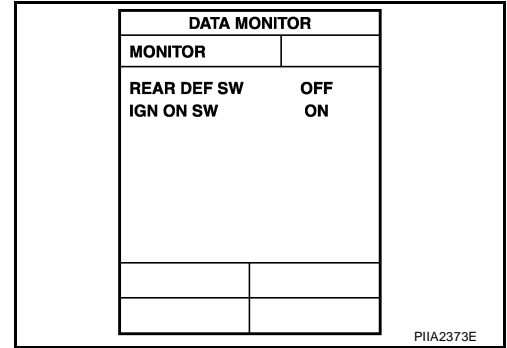 DATA MONITOR
MONITOR
REAR DEF SW OFF
IGN ON SW ON
PIIA2373E